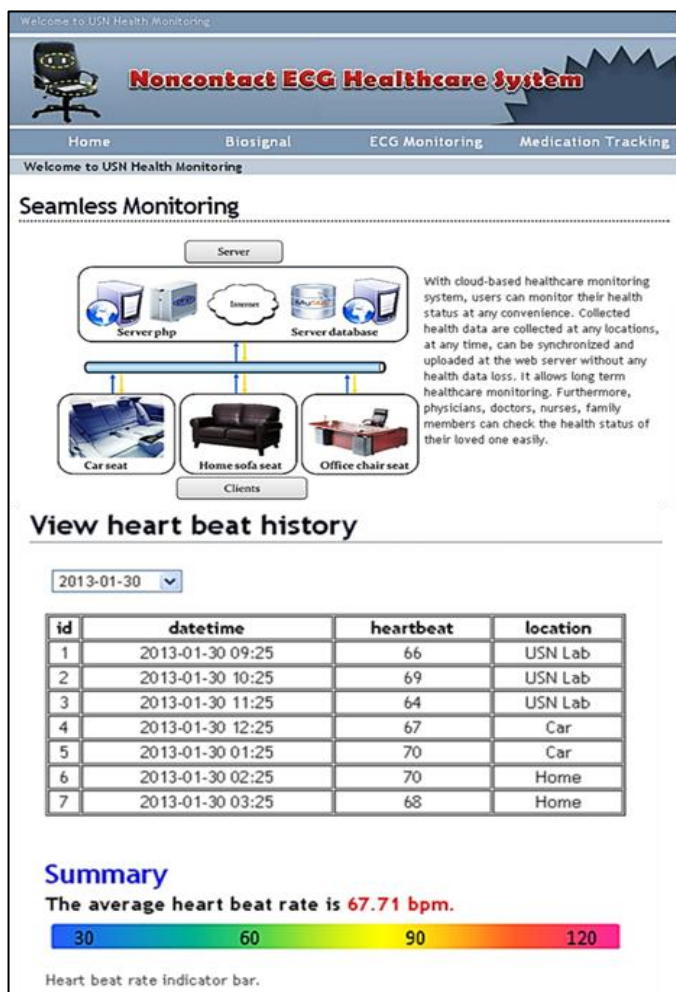 Welcome to USN Health Monitoring
Noncontact ECG Healthcare System
Home Biosignal ECG Monitoring Medication Tracking
Welcome to USN Health Monitoring
Seamless Monitoring
Server
Internet
Server php Server database
Car seat Home sofa seat Office chair seat
Clients
With cloud-based healthcare monitoring
system, users can monitor their health
status at any convenience. Collected
health data are collected at any locations,
at any time, can be synchronized and
uploaded at the web server without any
health data loss. It allows long term
healthcare monitoring. Furthermore,
physicians, doctors, nurses, family
members can check the health status of
their loved one easily.
View heart beat history
2013-01-30
id datetime heartbeat location
1 2013-01-30 09:25 66 USN Lab
2 2013-01-30 10:25 69 USN Lab
3 2013-01-30 11:25 64 USN Lab
4 2013-01-30 12:25 67 Car
5 2013-01-30 01:25 70 Car
6 2013-01-30 02:25 70 Home
7 2013-01-30 03:25 68 Home
Summary
The average heart beat rate is 67.71 bpm.
30 60 90 120
Heart beat rate indicator bar.